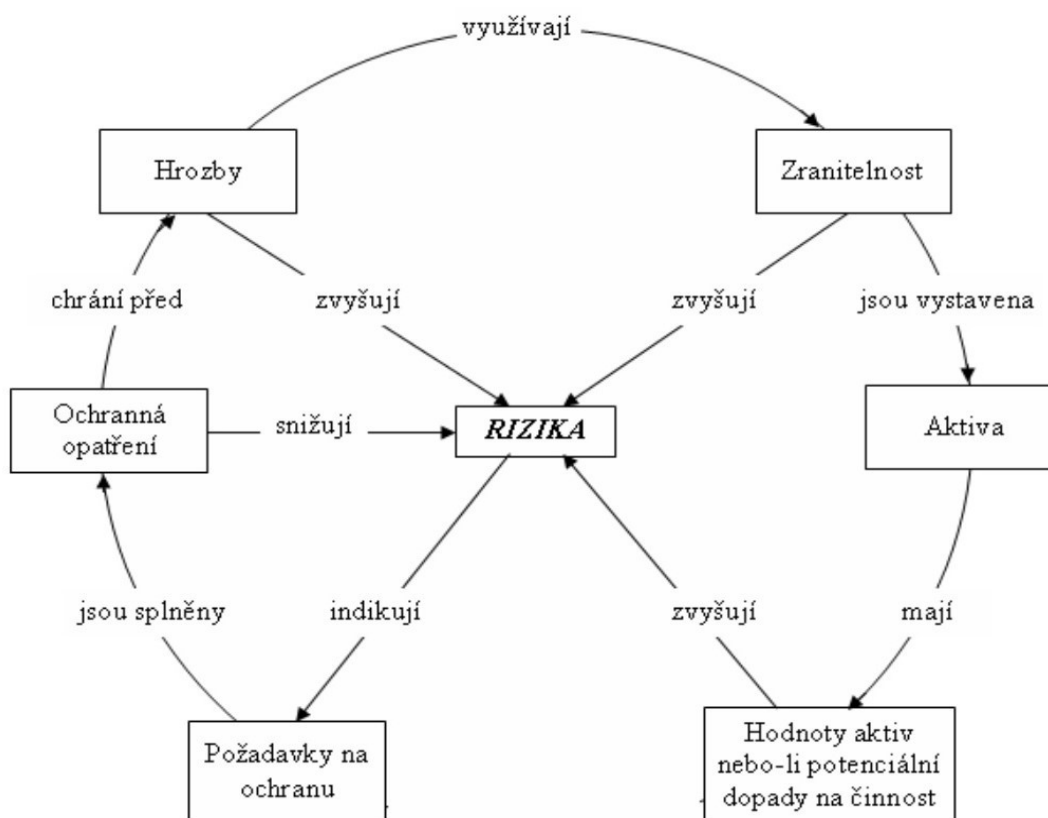 využívají
Hrozby
Zranitelnost
chrání před
zvyšují
zvyšují
jsou vystavena
Ochranná
opatření
snižují
RIZIKA
Aktiva
jsou splněny
indikují
zvyšují
mají
Požadavky na
ochranu
Hodnoty aktiv
nebo-li potenciální
dopady na činnost